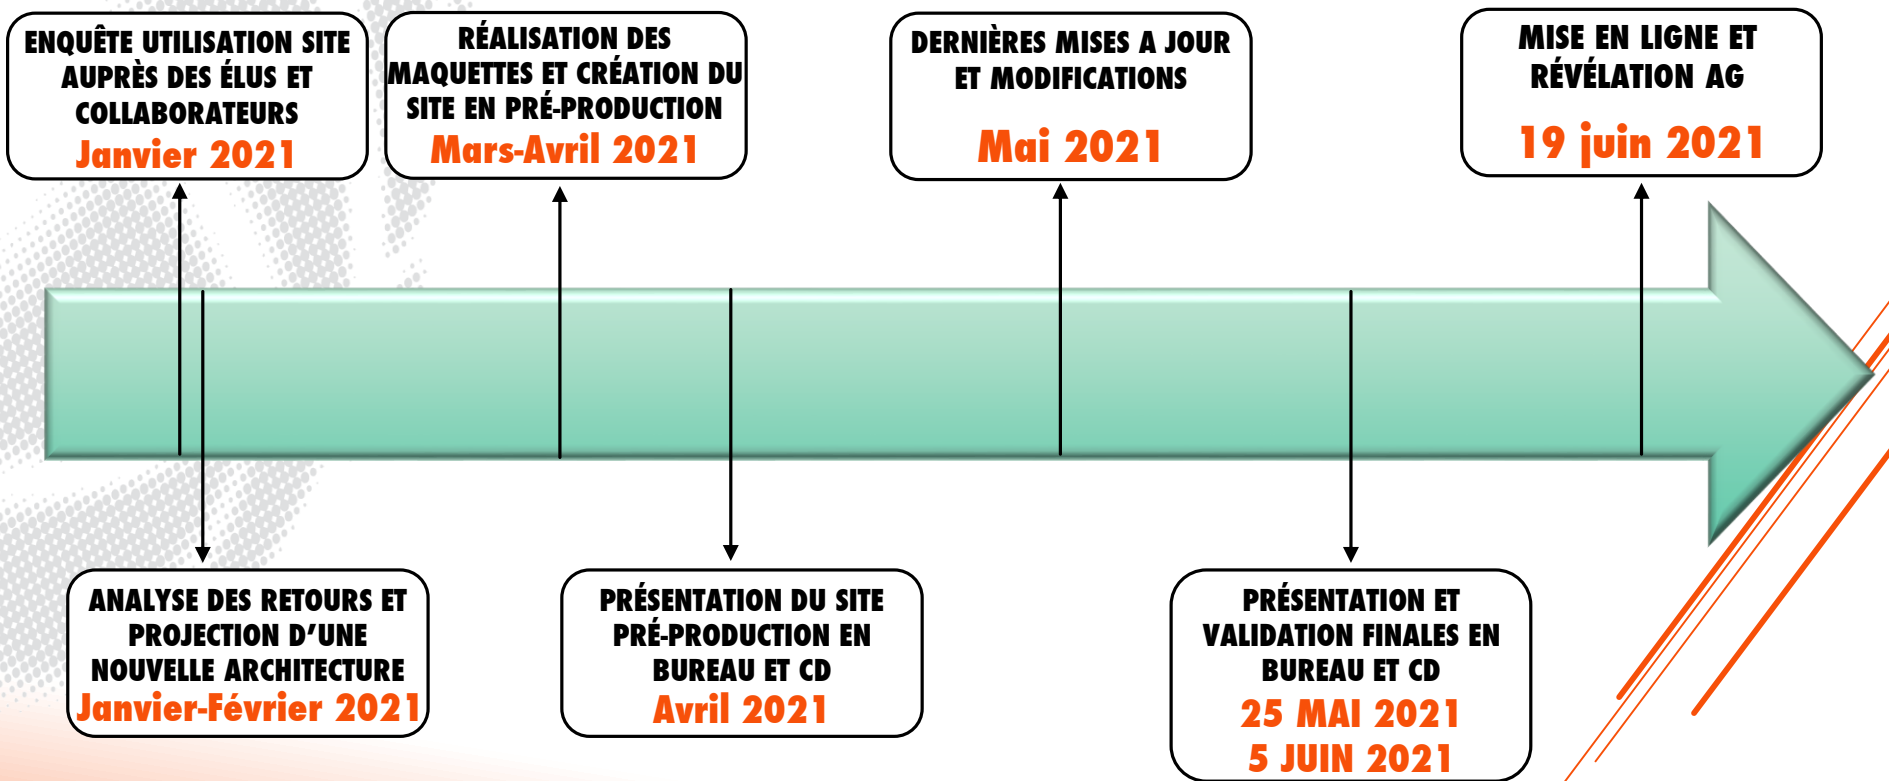 ENQUÊTE UTILISATION SITE
AUPRÈS DES ÉLUS ET
COLLABORATEURS
Janvier 2021
RÉALISATION DES
MAQUETTES ET CRÉATION DU
SITE EN PRÉ-PRODUCTION
Mars-Avril 2021
DERNIÈRES MISES A JOUR
ET MODIFICATIONS
Mai 2021
MISE EN LIGNE ET
RÉVÉLATION AG
19 juin 2021
ANALYSE DES RETOURS ET
PROJECTION D’UNE
NOUVELLE ARCHITECTURE
Janvier-Février 2021
PRÉSENTATION DU SITE
PRÉ-PRODUCTION EN
BUREAU ET CD
Avril 2021
PRÉSENTATION ET
VALIDATION FINALES EN
BUREAU ET CD
25 MAI 2021
5 JUIN 2021